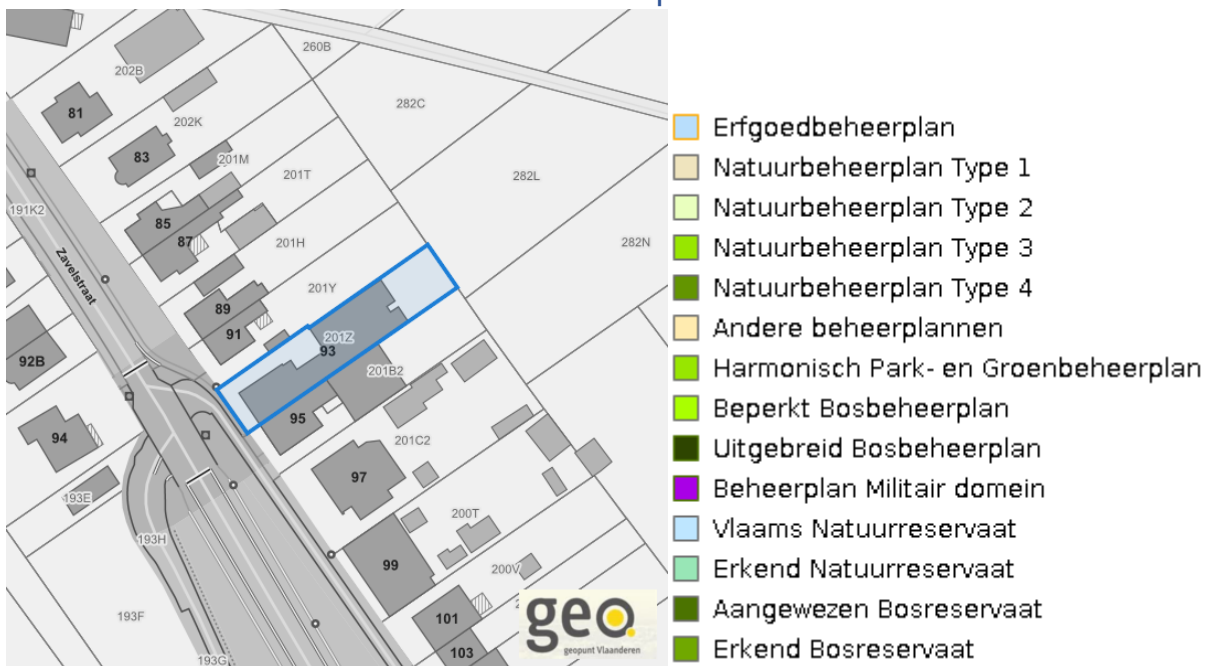 260B
202B
282C
81
202K
83
201M
201T
282L
191K2
85
87
201H
282N
Zavelstraat
201Y
89
91
201Z
93
92B
201B2
95
94
201C2
97
193E
200T
193H
99
200V
193F
101
103
193G
geo
geopunt Vlaanderen
Erfgoedbeheerplan
Natuurbeheerplan Type 1
Natuurbeheerplan Type 2
Natuurbeheerplan Type 3
Natuurbeheerplan Type 4
Andere beheerplannen
Harmonisch Park- en Groenbeheerplan
Beperkt Bosbeheerplan
Uitgebreid Bosbeheerplan
Beheerplan Militair domein
Vlaams Natuurreservaat
Erkend Natuurreservaat
Aangewezen Bosreservaat
Erkend Bosreservaat